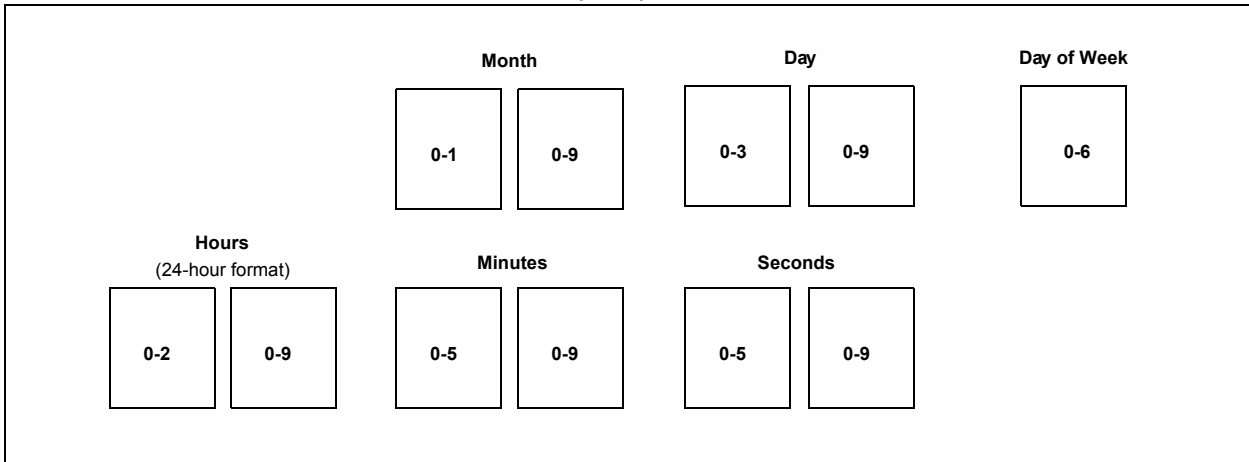 Month Day Day of Week
0-1 0-9 0-3 0-9 0-6
Hours
(24-hour format) Minutes Seconds
0-2 0-9 0-5 0-9 0-5 0-9